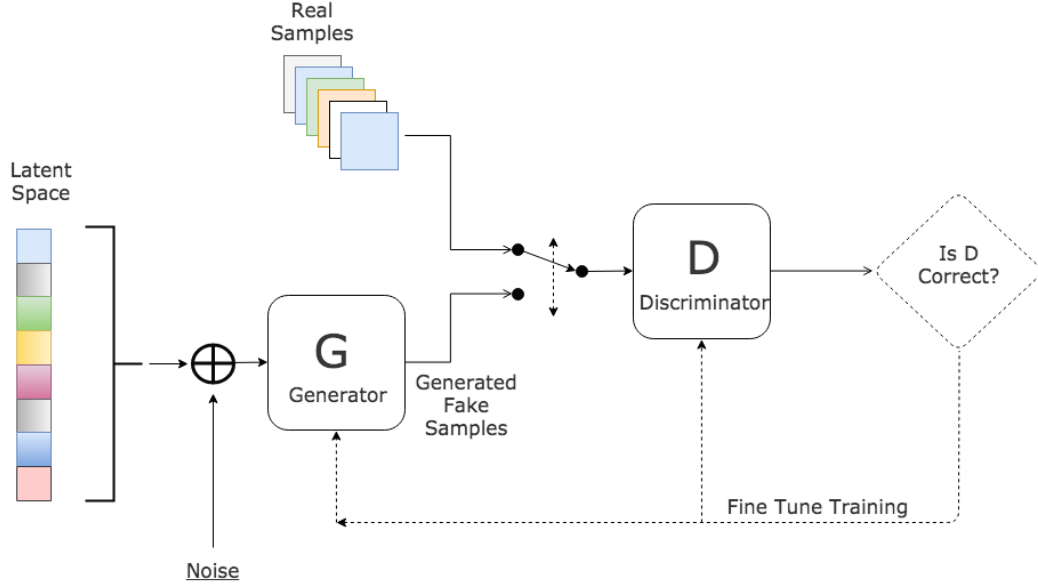 Real
Samples
Latent
Space
D
Discriminator
Is D
Correct?
G
Generator
Generated
Fake
Samples
Fine Tune Training
Noise